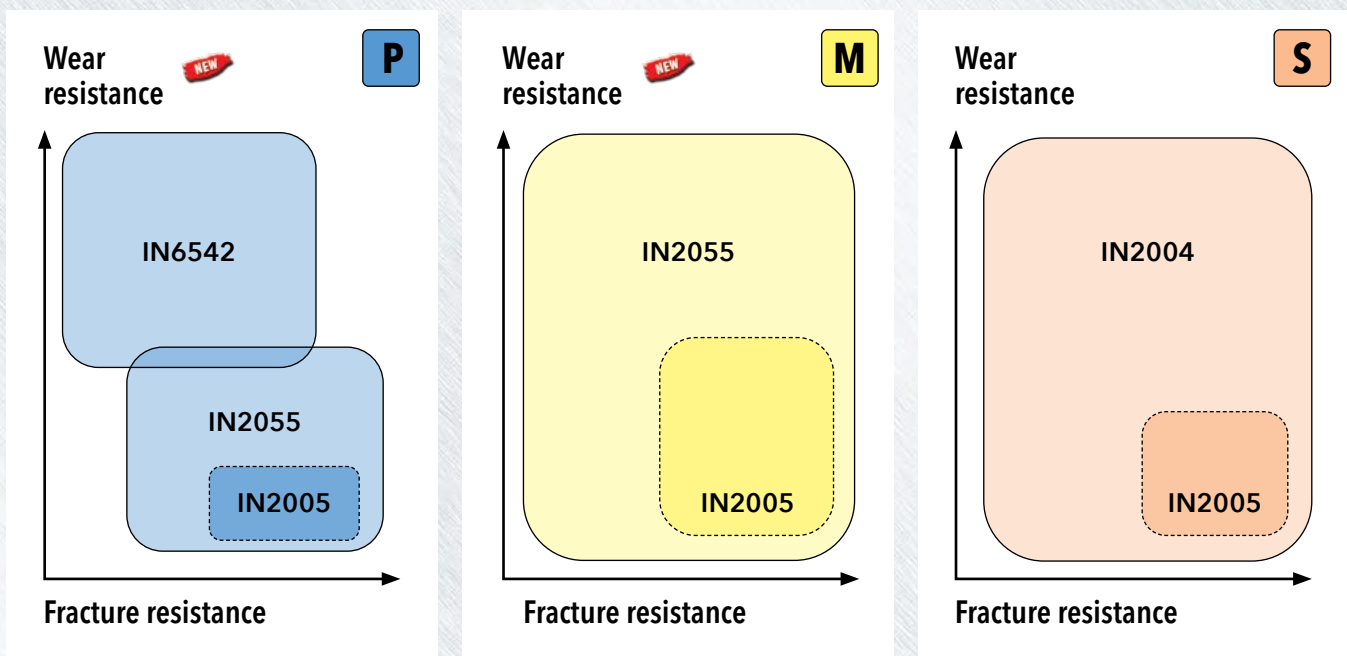 Wear
resistance
NEW
P
IN6542
IN2055
IN2005
Fracture resistance
Wear
resistance
NEW
M
IN2055
IN2005
Fracture resistance
Wear
resistance
S
IN2004
IN2005
Fracture resistance